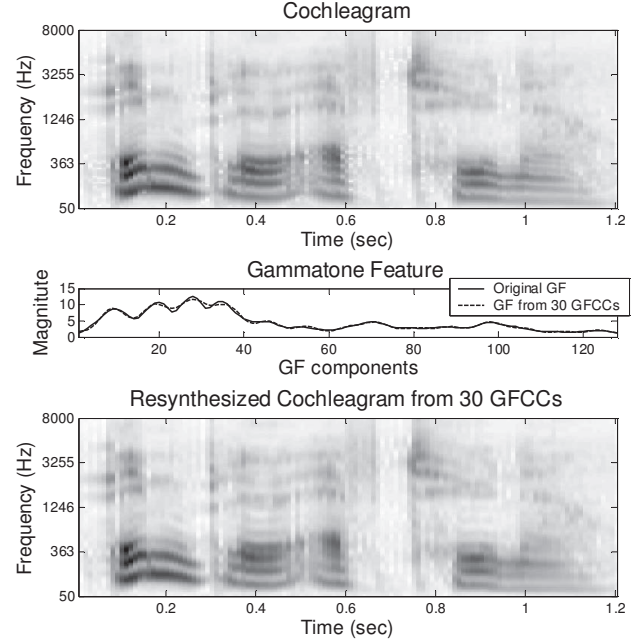 Cochleagram
Frequency (Hz)
8000
3255
1246
363
50
0.2 0.4 0.6 0.8 1 1.2
Time (sec)
Gammatone Feature
Magnitude
15
10
5
0
Original GF
GF from 30 GFCCs
20 40 60 80 100 120
GF components
Resynthesized Cochleagram from 30 GFCCs
Frequency (Hz)
8000
3255
1246
363
50
0.2 0.4 0.6 0.8 1 1.2
Time (sec)